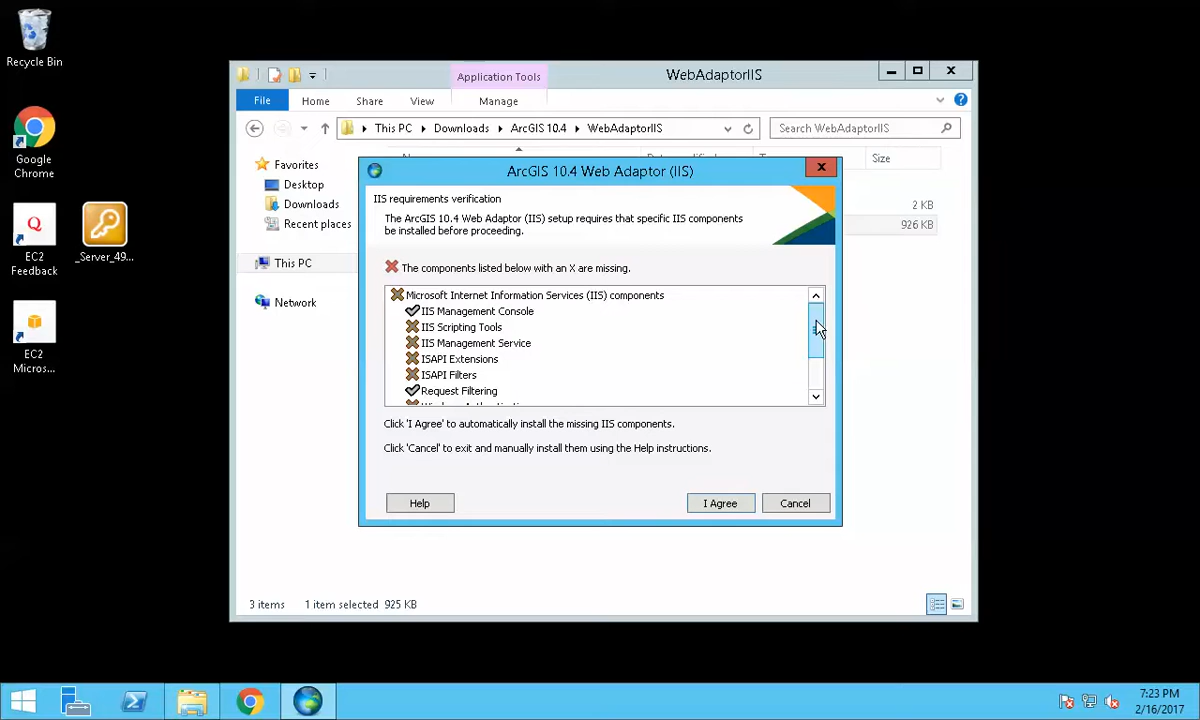 Recycle Bin
Google
Chrome
EC2
Feedback
_Server_49...
EC2
Micros...
Application Tools
WebAdaptorIIS
File
Home
Share
View
Manage
This PC
Downloads
ArcGIS 10.4
WebAdaptorIIS
Search WebAdaptorIIS
Size
Favorites
Desktop
Downloads
Recent places
This PC
Network
2 KB
926 KB
ArcGIS 10.4 Web Adaptor (IIS)
IIS requirements verification
The ArcGIS 10.4 Web Adaptor (IIS) setup requires that specific IIS components
be installed before proceeding.
The components listed below with an X are missing.
Microsoft Internet Information Services (IIS) components
IIS Management Console
IIS Scripting Tools
IIS Management Service
ISAPI Extensions
ISAPI Filters
Request Filtering
Click 'I Agree' to automatically install the missing IIS components.
Click 'Cancel' to exit and manually install them using the Help instructions.
Help
I Agree
Cancel
3 items
1 item selected 925 KB
7:23 PM
2/16/2017